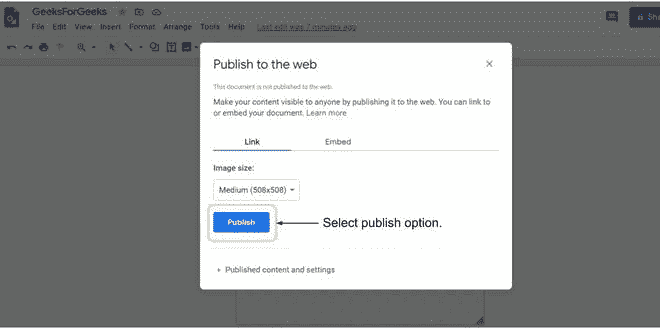 GeeksForGeeks
File Edit View Insert Format Arrange Tools Help Last edit was 7 minutes ago
Sha
Publish to the web
This document is not published to the web.
Make your content visible to anyone by publishing it to the web. You can link to
or embed your document. Learn more
Link Embed
Image size:
Medium (508x508)
Publish
Select publish option.
Published content and settings